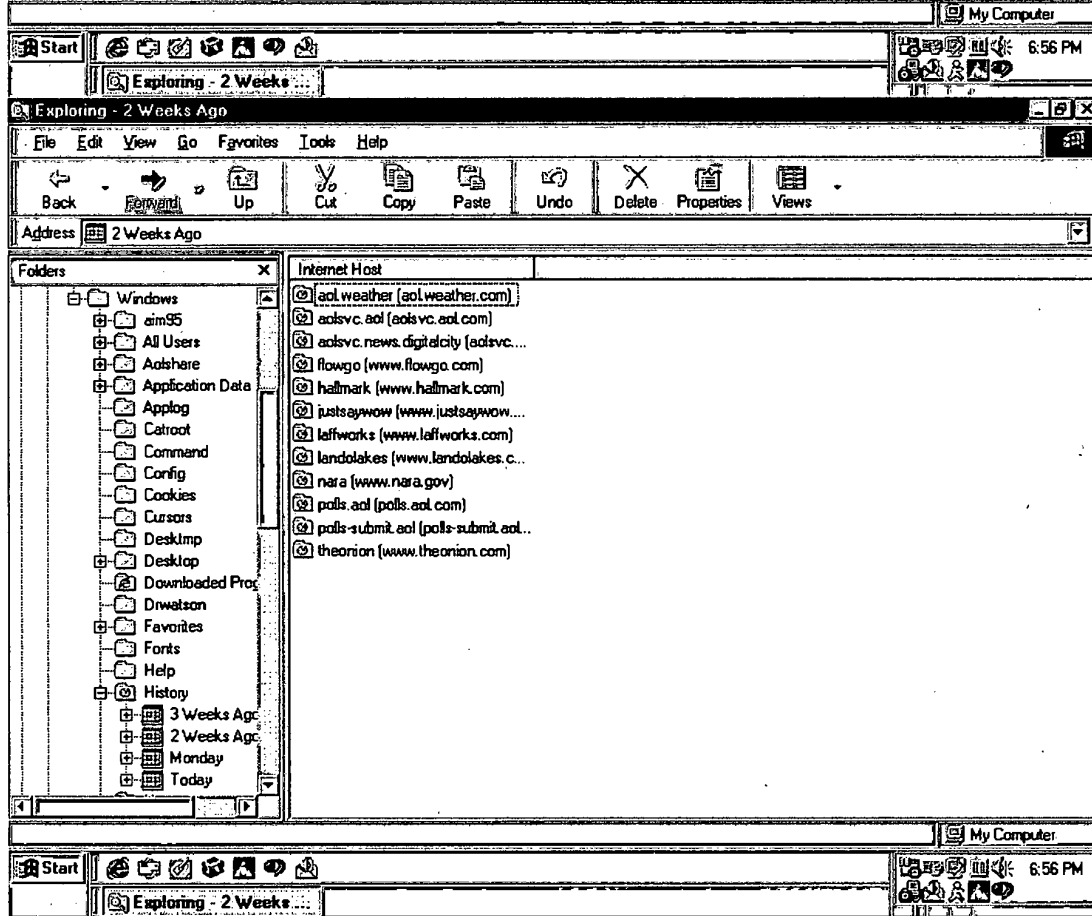 My Computer
Start 6:56 PM
Exploring - 2 Weeks ...
Exploring - 2 Weeks Ago
File Edit View Go Favorites Tools Help
Back Forward Up Cut Copy Paste Undo Delete Properties Views
Address 2 Weeks Ago
Folders Internet Host
Windows
aim95
All Users
Aolshare
Application Data
Applog
Catroot
Command
Config
Cookies
Cursors
Desktmp
Desktop
Downloaded Prog
Drwatson
Favorites
Fonts
Help
History
3 Weeks Ago
2 Weeks Ago
Monday
Today
aol.weather (aol.weather.com)
aolsvc.aol (aolsvc.aol.com)
aolsvc.news.digitalcity (aolsvc....
flowgo (www.flowgo.com)
hallmark (www.hallmark.com)
justsaywow (www.justsaywow....
laffworks (www.laffworks.com)
landolakes (www.landolakes.c...
nara (www.nara.gov)
polls.aol (polls.aol.com)
polls-submit.aol (polls-submit.aol...
theonion (www.theonion.com)
My Computer
Start 6:56 PM
Exploring - 2 Weeks ...